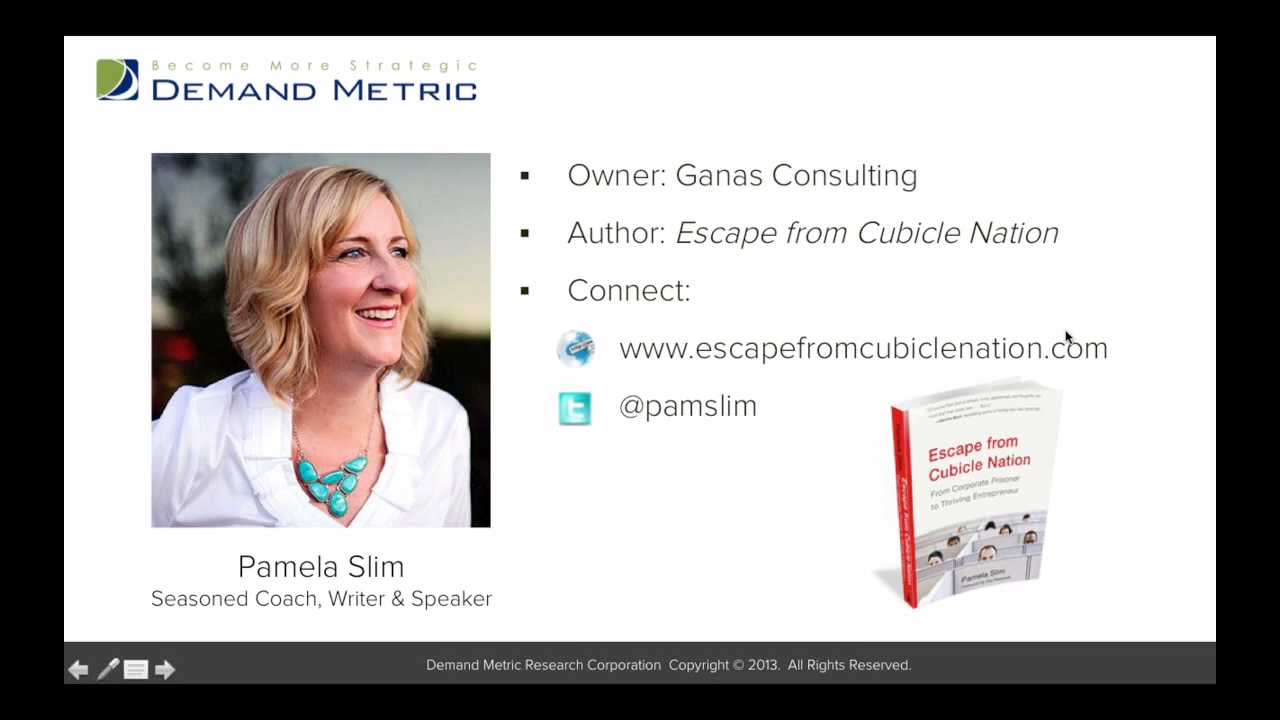 Become More Strategic
DEMAND METRIC
Owner: Ganas Consulting
Author: Escape from Cubicle Nation
Connect:
www.escapefromcubiclenation.com
@pamslim
Escape from
Cubicle Nation
From Corporate Prisoner
to Thriving Entrepreneur
Pamela Slim
Pamela Slim
Seasoned Coach, Writer & Speaker
Demand Metric Research Corporation Copyright © 2013. All Rights Reserved.